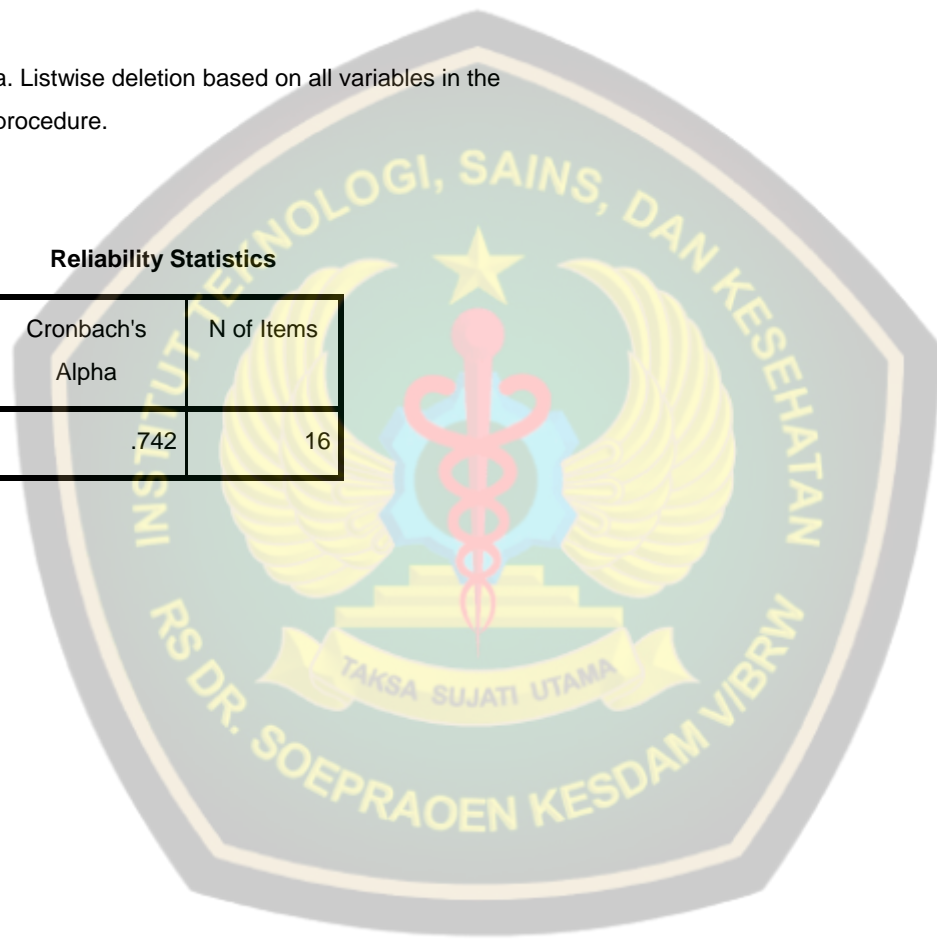 a. Listwise deletion based on all variables in the
procedure.
Reliability Statistics
Cronbach's
Alpha
N of Items
.742
16
INSTITUT TEKNOLOGI, SAINS, DAN KESEHATAN
TAKSA SUJATI UTAMA
RS DR. SOEPRAOEN KESDAM V/BRW